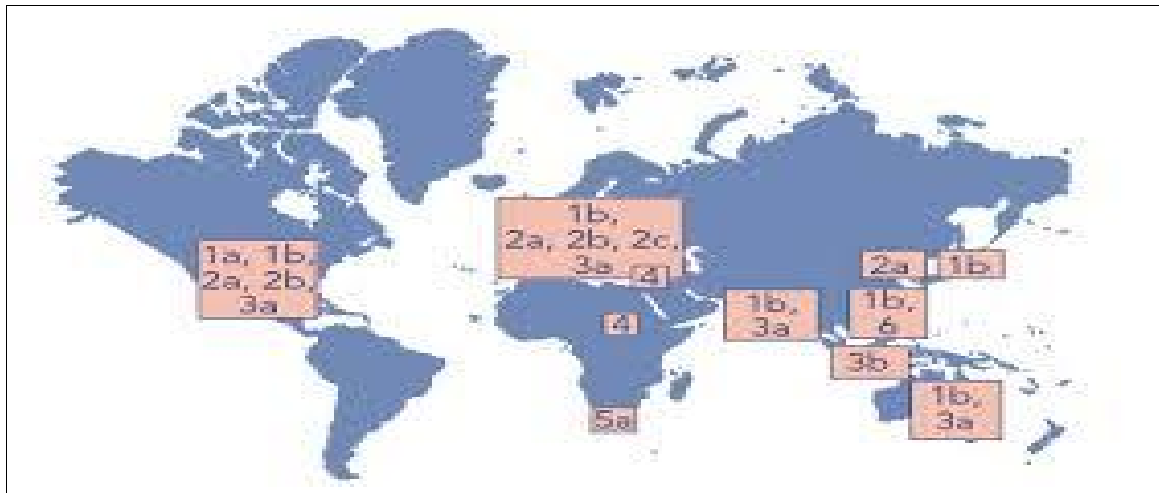 1a, 1b,
2a, 2b,
3a
1b,
2a, 2b, 2c,
3a
4
4
5a
1b,
3a
2a
1b
1b,
6
3b
1b,
3a